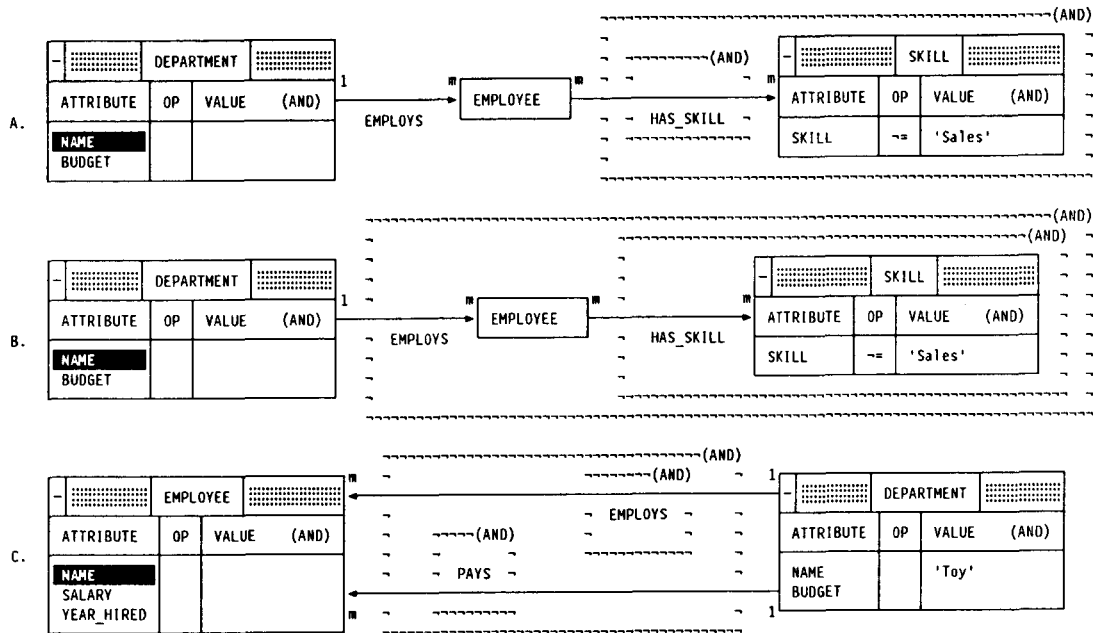 (AND)
DEPARTMENT
SKILL
(AND)
1
m
m
m
ATTRIBUTE OP VALUE (AND)
EMPLOYEE
ATTRIBUTE OP VALUE (AND)
A.
EMPLOYS
HAS_SKILL
NAME
SKILL ¬= 'Sales'
BUDGET
(AND)
(AND)
DEPARTMENT
SKILL
1
m
m
m
ATTRIBUTE OP VALUE (AND)
EMPLOYEE
ATTRIBUTE OP VALUE (AND)
B.
EMPLOYS
HAS_SKILL
NAME
SKILL ¬= 'Sales'
BUDGET
(AND)
m
(AND)
1
EMPLOYEE
DEPARTMENT
EMPLOYS
ATTRIBUTE OP VALUE (AND)
(AND)
ATTRIBUTE OP VALUE (AND)
C.
NAME
PAYS
NAME 'Toy'
SALARY
BUDGET
YEAR_HIRED
m
1